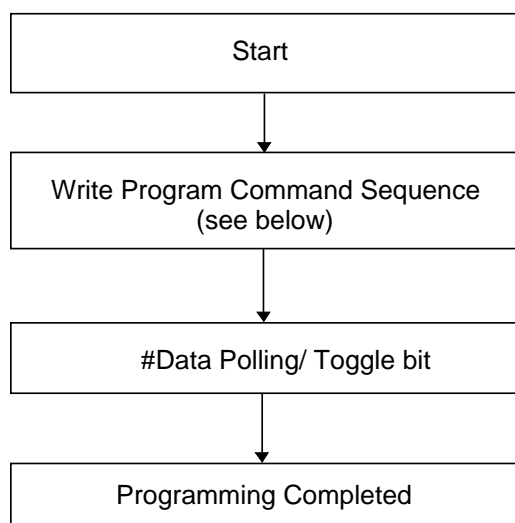 Start
Write Program Command Sequence
(see below)
#Data Polling/ Toggle bit
Programming Completed